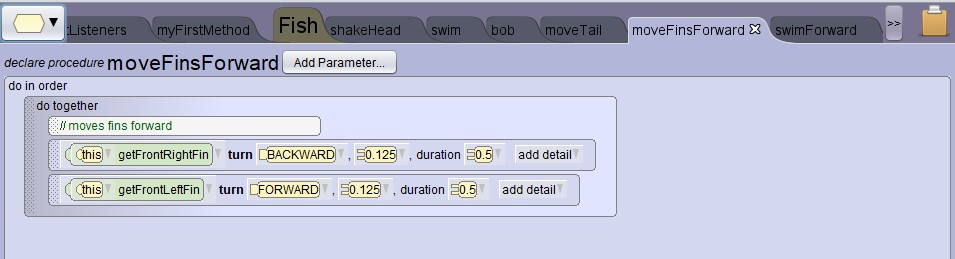 :Listeners myFirstMethod Fish shakeHead swim bob moveTail moveFinsForward swimForward >>
declare procedure moveFinsForward Add Parameter...
do in order
do together
// moves fins forward
this getFrontRightFin turn BACKWARD , 0.125 , duration 0.5 add detail
this getFrontLeftFin turn FORWARD , 0.125 , duration 0.5 add detail